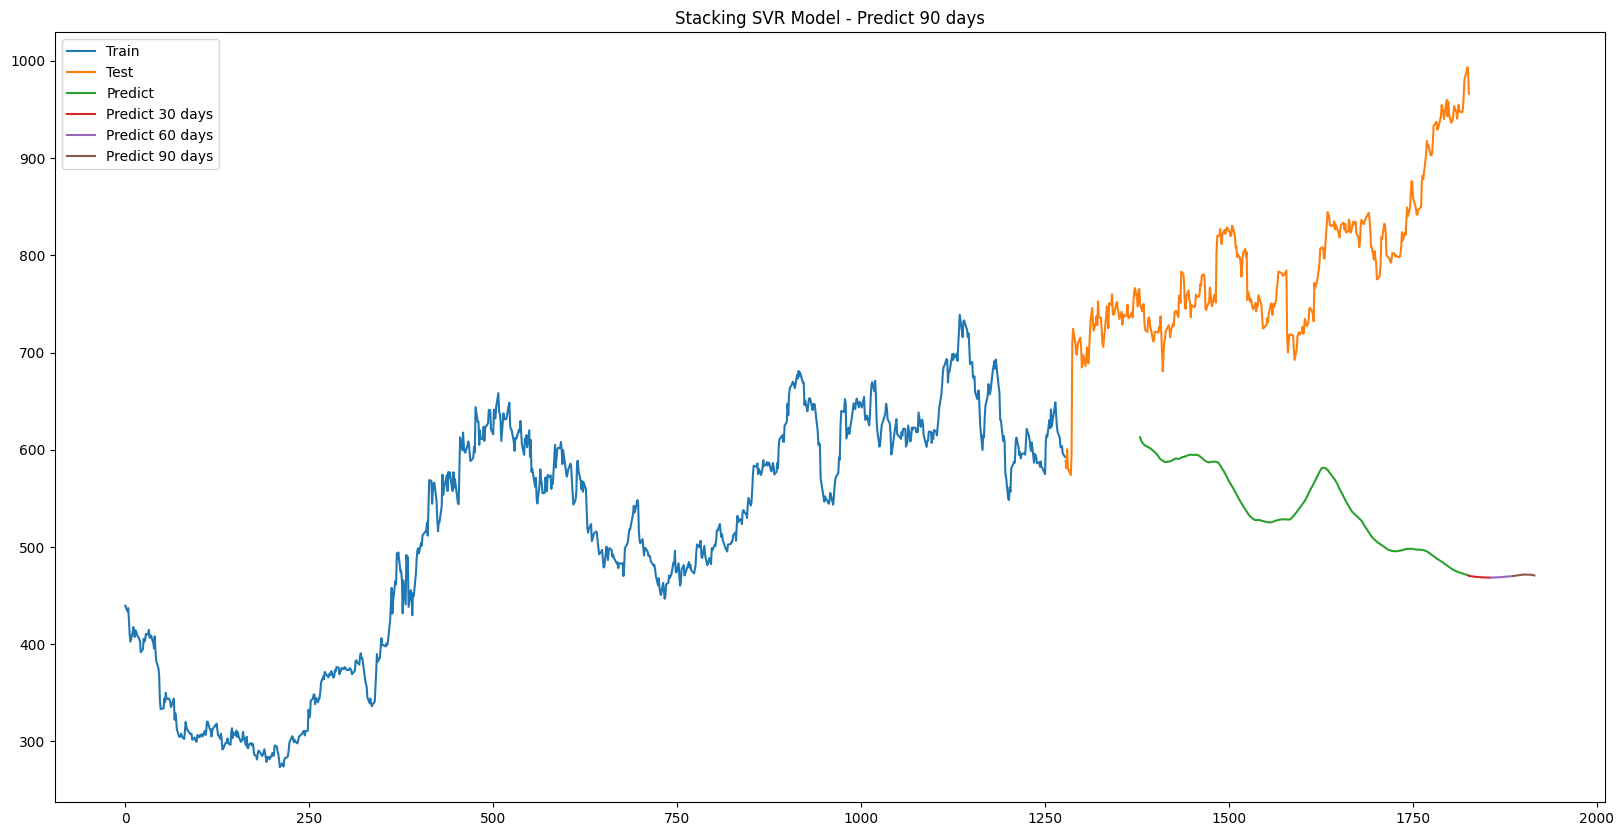 Stacking SVR Model - Predict 90 days
Train
Test
Predict
Predict 30 days
Predict 60 days
Predict 90 days
1000
900
800
700
600
500
400
300
0 250 500 750 1000 1250 1500 1750 2000